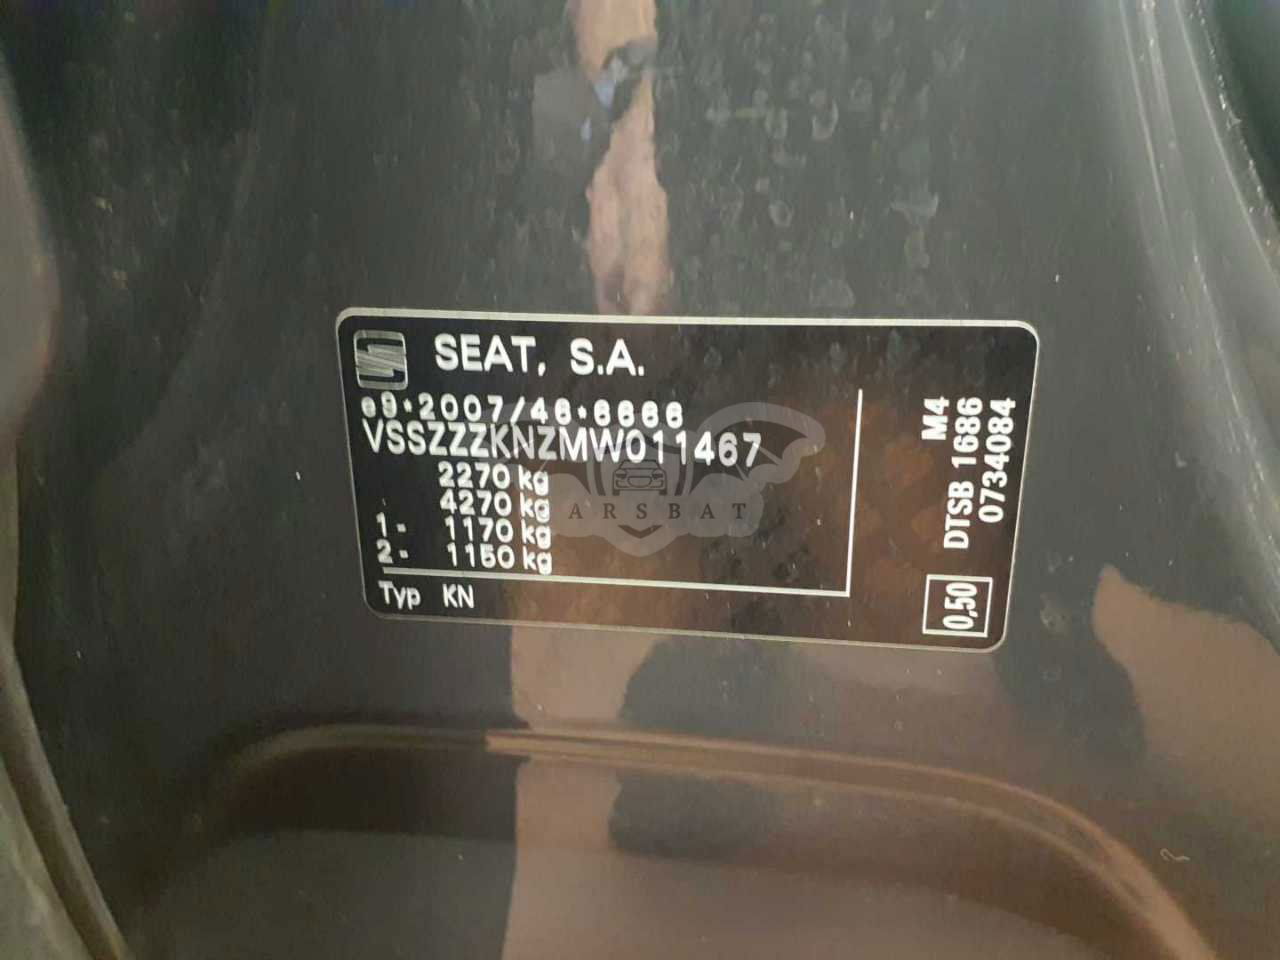 SEAT, S.A.
e9*2007/46*6666
VSSZZZKNZMW011467
2270 kg
4270 kg
1- 1170 kg
2- 1150 kg
Typ KN
M4
DTSB 1686
0734084
0,50
ARSBAT